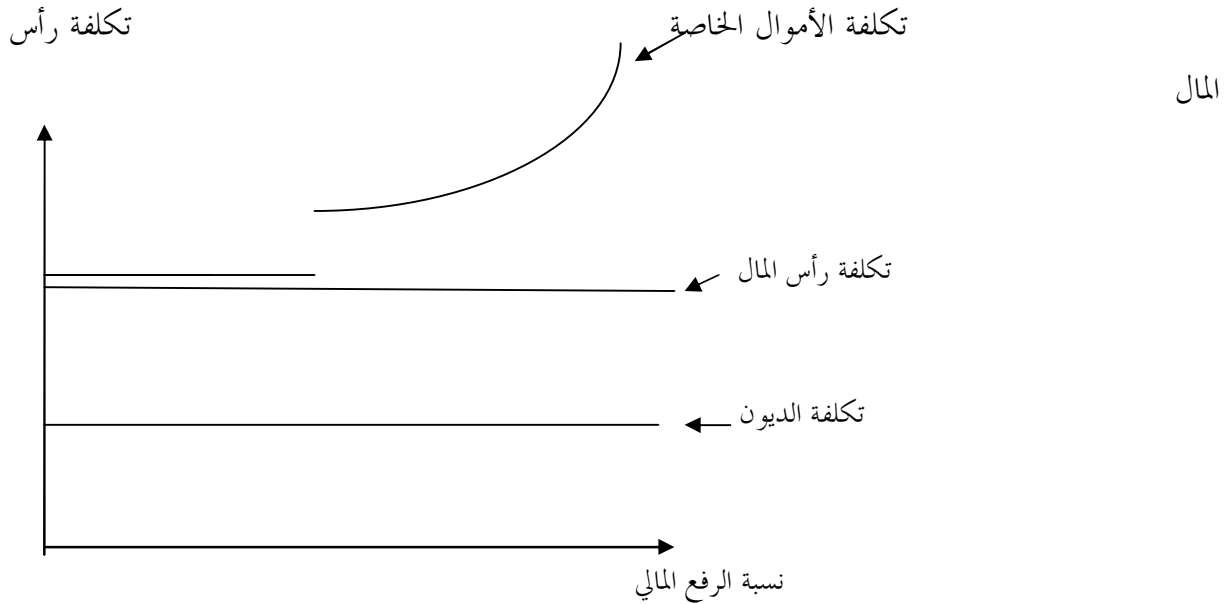 تكلفة رأس
المال
تكلفة الأموال الخاصة
تكلفة رأس المال
تكلفة الديون
نسبة الرفع المالي